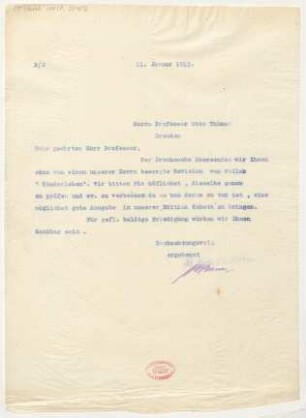 D/S 11. Januar 1913.
Herrn Professor Otto Thümer
Dresden
Sehr geehrter Herr Professor,
Per Drucksache übersenden wir Ihnen
eine von einem unserer Herrn besorgte Revision von Kullak
"Kinderleben". Wir bitten Sie höflichst, dieselbe genau
zu prüfen und ev. zu verbessern da es uns daran zu tun ist, eine
möglichst gute Ausgabe in unserer Edition Schott zu bringen.
Für gefl. baldige Erledigung würden wir Ihnen
dankbar sein.
Hochachtungsvoll
ergebenst